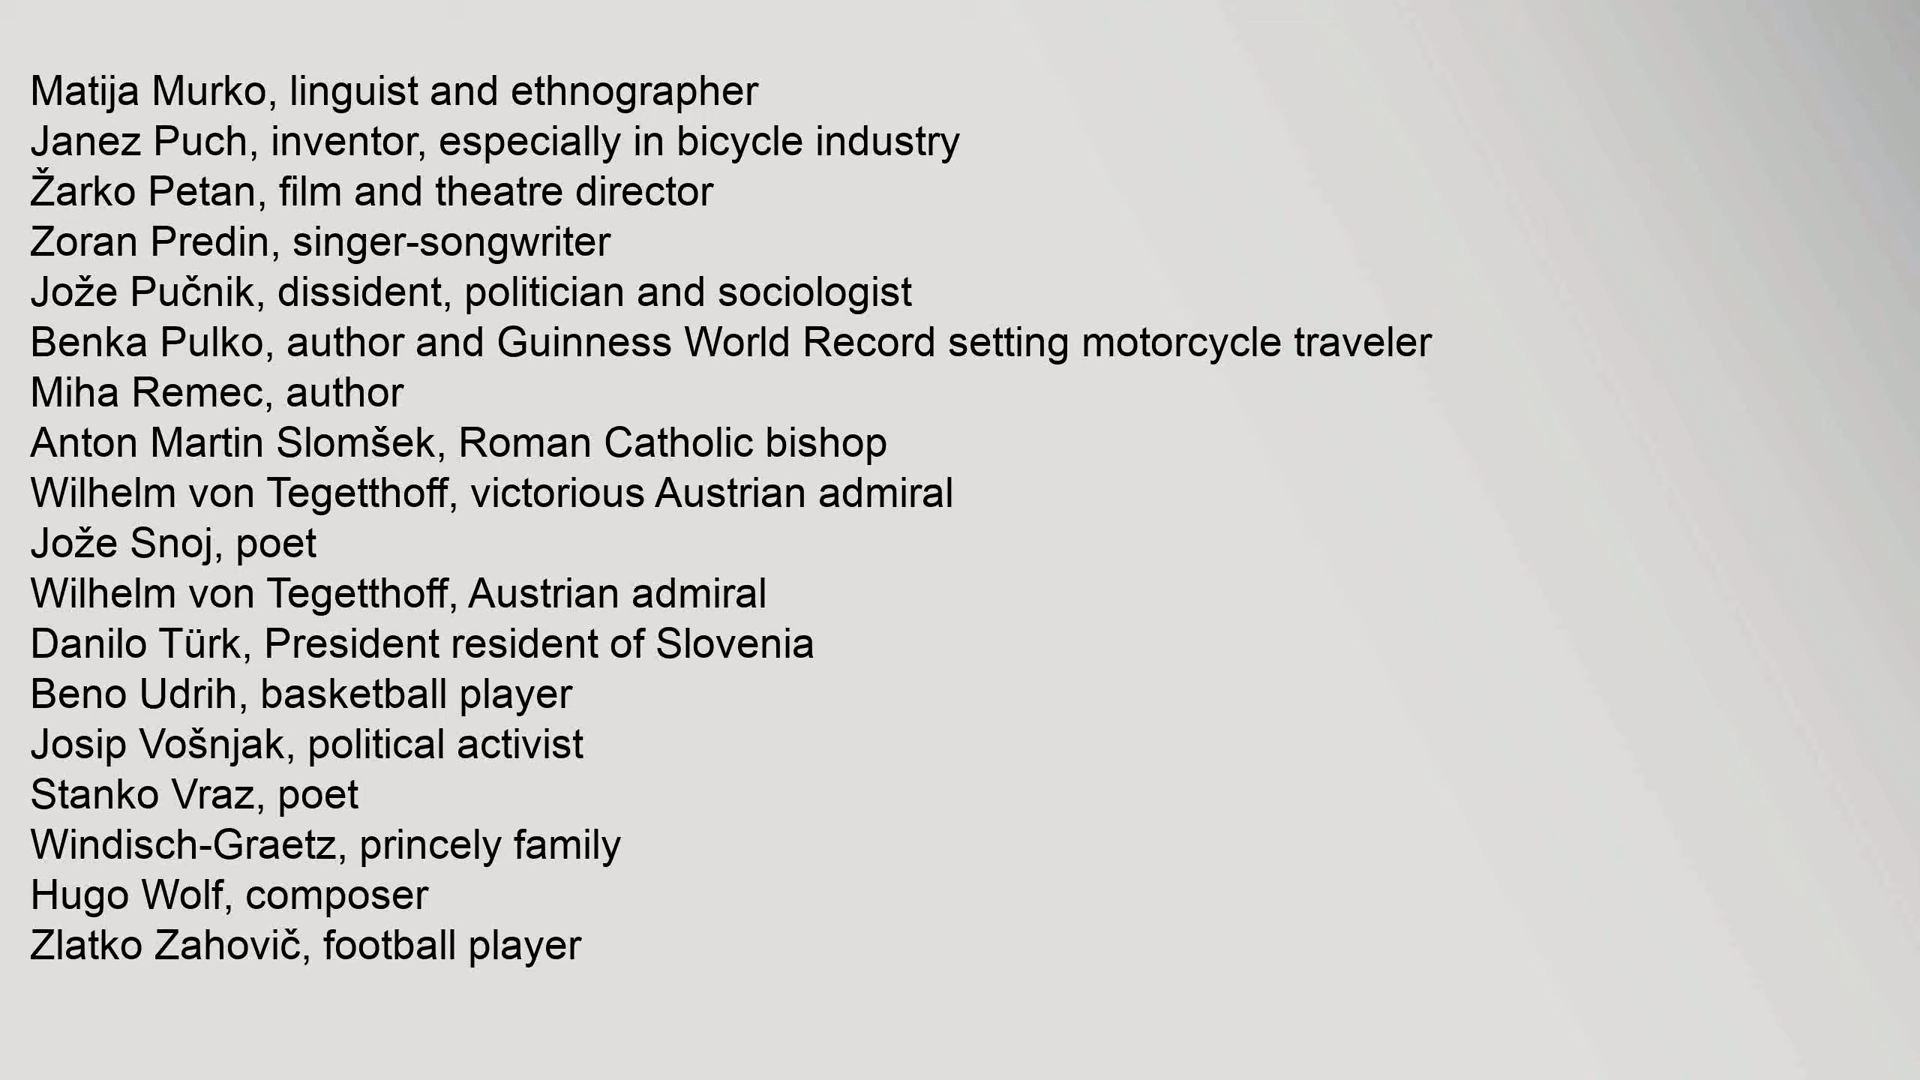 Matija Murko, linguist and ethnographer
Janez Puch, inventor, especially in bicycle industry
Žarko Petan, film and theatre director
Zoran Predin, singer-songwriter
Jože Pučnik, dissident, politician and sociologist
Benka Pulko, author and Guinness World Record setting motorcycle traveler
Miha Remec, author
Anton Martin Slomšek, Roman Catholic bishop
Wilhelm von Tegetthoff, victorious Austrian admiral
Jože Snoj, poet
Wilhelm von Tegetthoff, Austrian admiral
Danilo Türk, President resident of Slovenia
Beno Udrih, basketball player
Josip Vošnjak, political activist
Stanko Vraz, poet
Windisch-Graetz, princely family
Hugo Wolf, composer
Zlatko Zahovič, football player